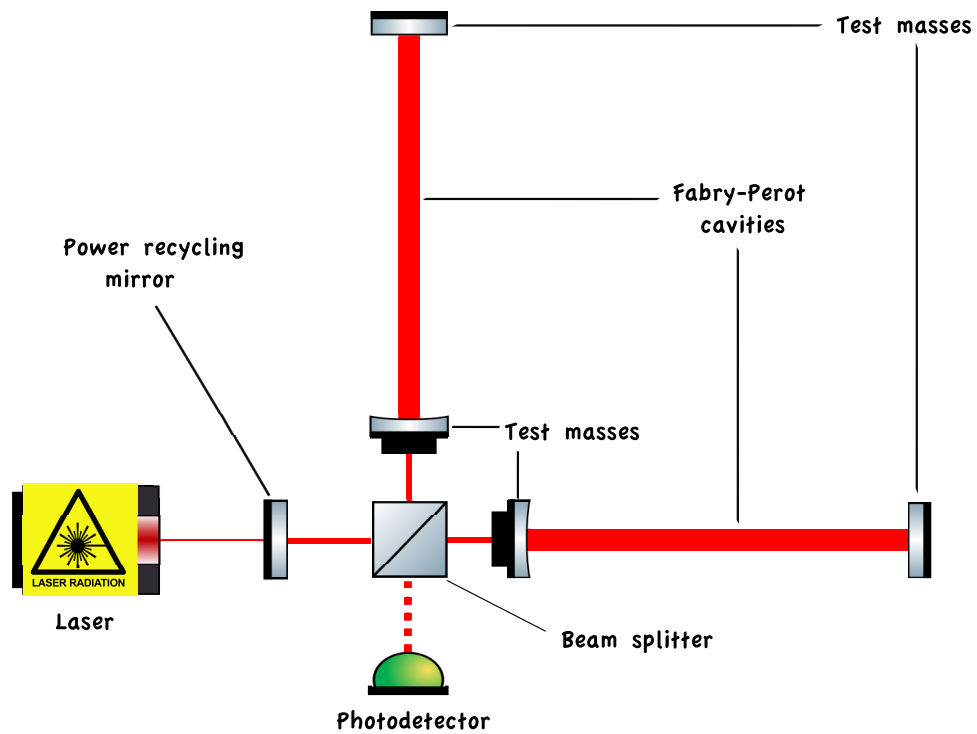 Test masses
Fabry-Perot
cavities
Power recycling
mirror
Test masses
LASER RADIATION
Laser
Beam splitter
Photodetector